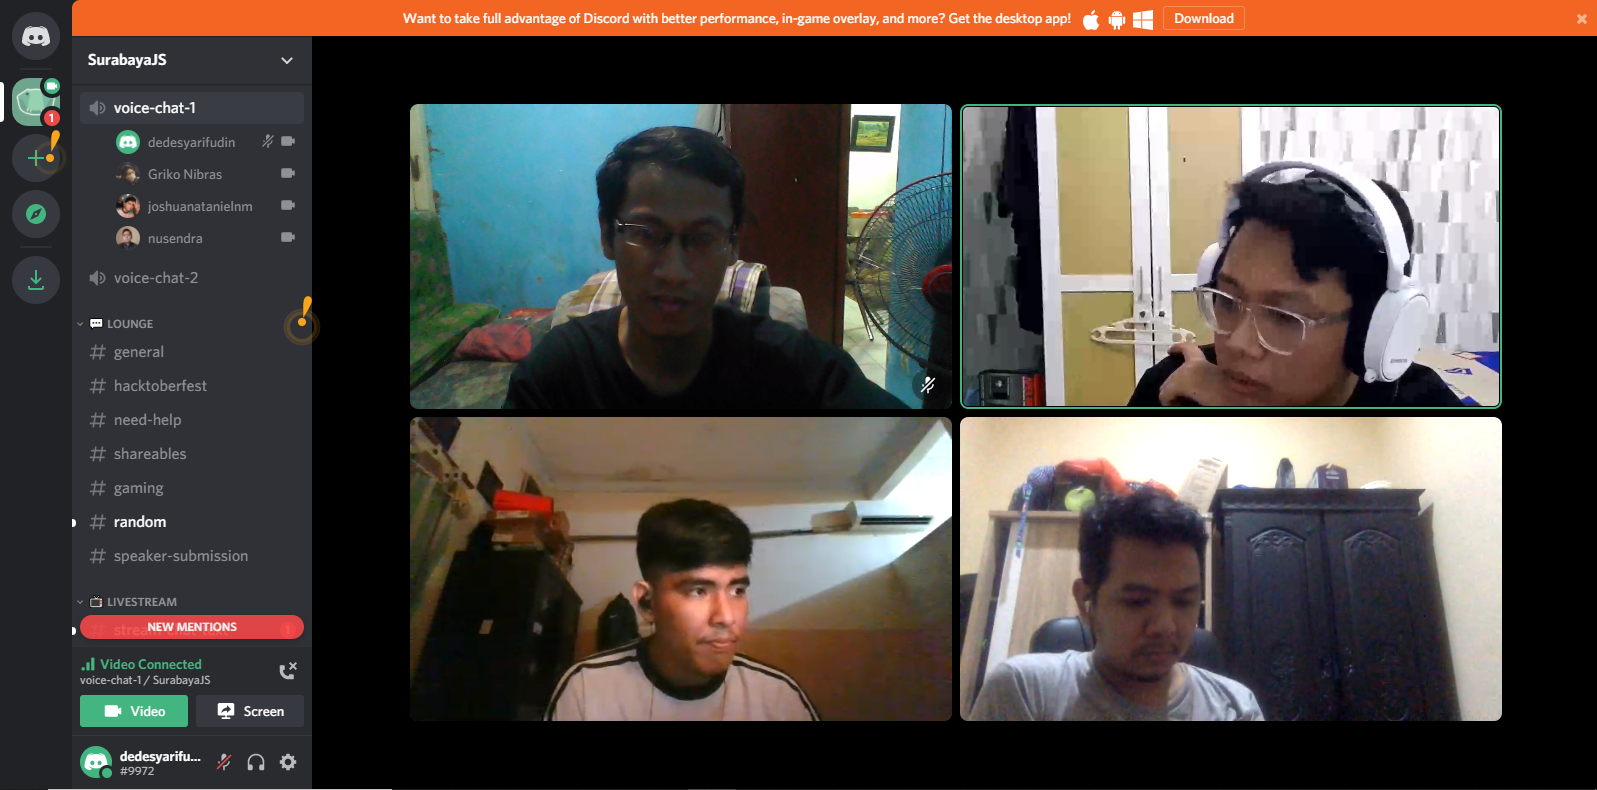 Want to take full advantage of Discord with better performance, in-game overlay, and more? Get the desktop app!
Download
SurabayaJS
1
voice-chat-1
dedesyarifudin
Griko Nibras
joshuanatanielnm
nusendra
voice-chat-2
LOUNGE
general
hacktoberfest
need-help
shareables
gaming
random
speaker-submission
LIVESTREAM
NEW MENTIONS
Video Connected
voice-chat-1 / SurabayaJS
Video
Screen
dedesyarifu...
#9972